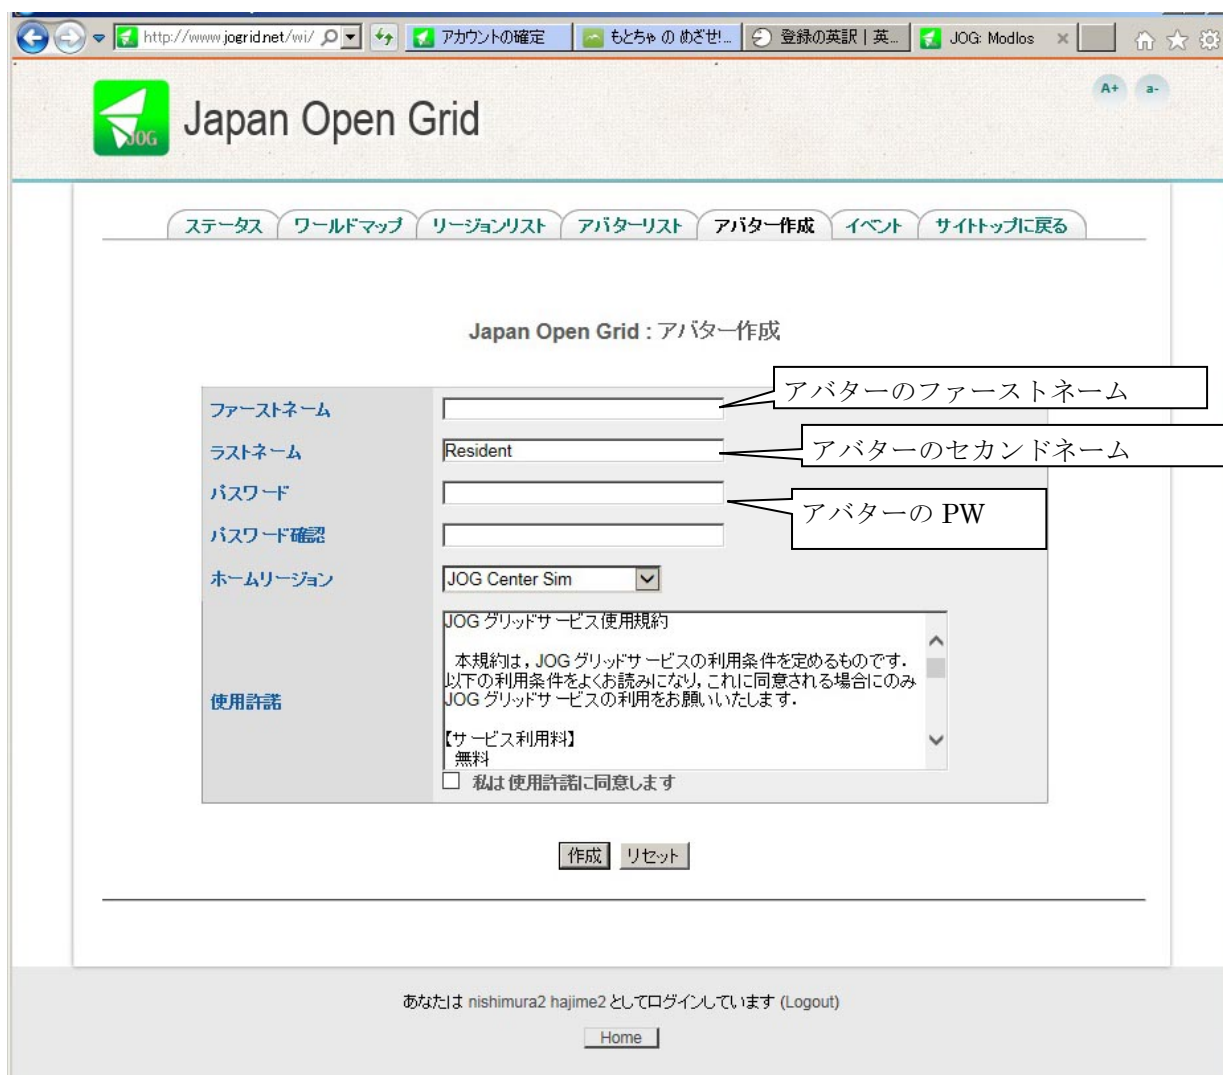 http://www.jogrid.net/wi/
アカウントの確定
もとちゃ の めざせ!...
登録の英訳 | 英...
JOG: Modlos
A+ a-
JOG
Japan Open Grid
ステータス ワールドマップ リージョンリスト アバターリスト アバター作成 イベント サイトトップに戻る
Japan Open Grid : アバター作成
アバターのファーストネーム
ファーストネーム
アバターのセカンドネーム
ラストネーム Resident
パスワード
アバターの PW
パスワード確認
ホームリージョン JOG Center Sim
使用許諾
JOG グリッドサービス使用規約
本規約は，JOG グリッドサービスの利用条件を定めるものです．
以下の利用条件をよくお読みになり，これに同意される場合にのみ
JOG グリッドサービスの利用をお願いいたします．
【サービス利用料】
無料
私は使用許諾に同意します
作成 リセット
あなたは nishimura2 hajime2 としてログインしています (Logout)
Home